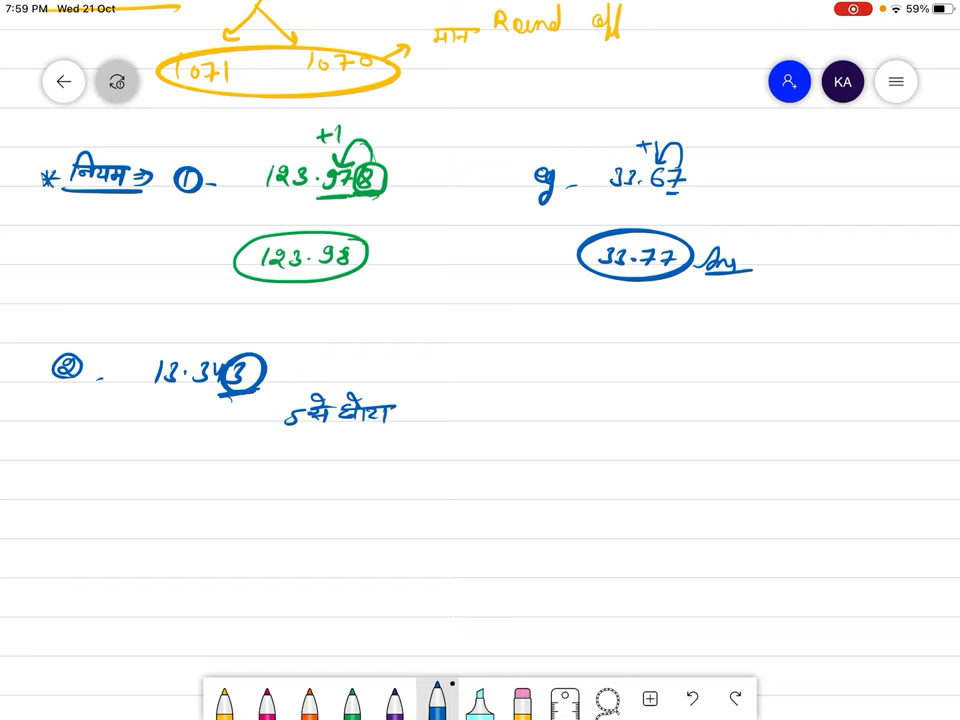 7:59 PM Wed 21 Oct
59%
मान Round off
1071 1070
KA
+1
* नियम ⇒ ① - 123.978
+1
eg - 33.67
123.98
33.77 Ans
② - 13.343
5 से छोटा